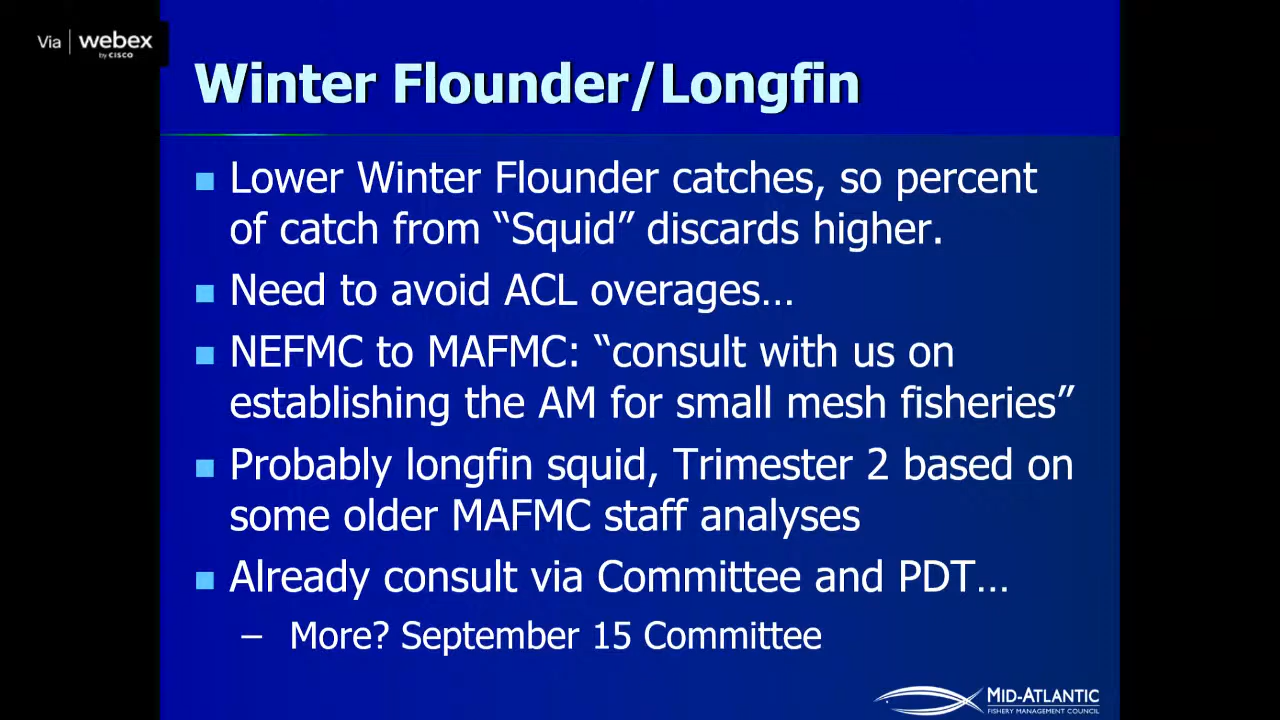 Via webex
by CISCO
Winter Flounder/Longfin
Lower Winter Flounder catches, so percent
of catch from “Squid” discards higher.
Need to avoid ACL overages…
NEFMC to MAFMC: “consult with us on
establishing the AM for small mesh fisheries”
Probably longfin squid, Trimester 2 based on
some older MAFMC staff analyses
Already consult via Committee and PDT…
– More? September 15 Committee
MID-ATLANTIC
FISHERY MANAGEMENT COUNCIL